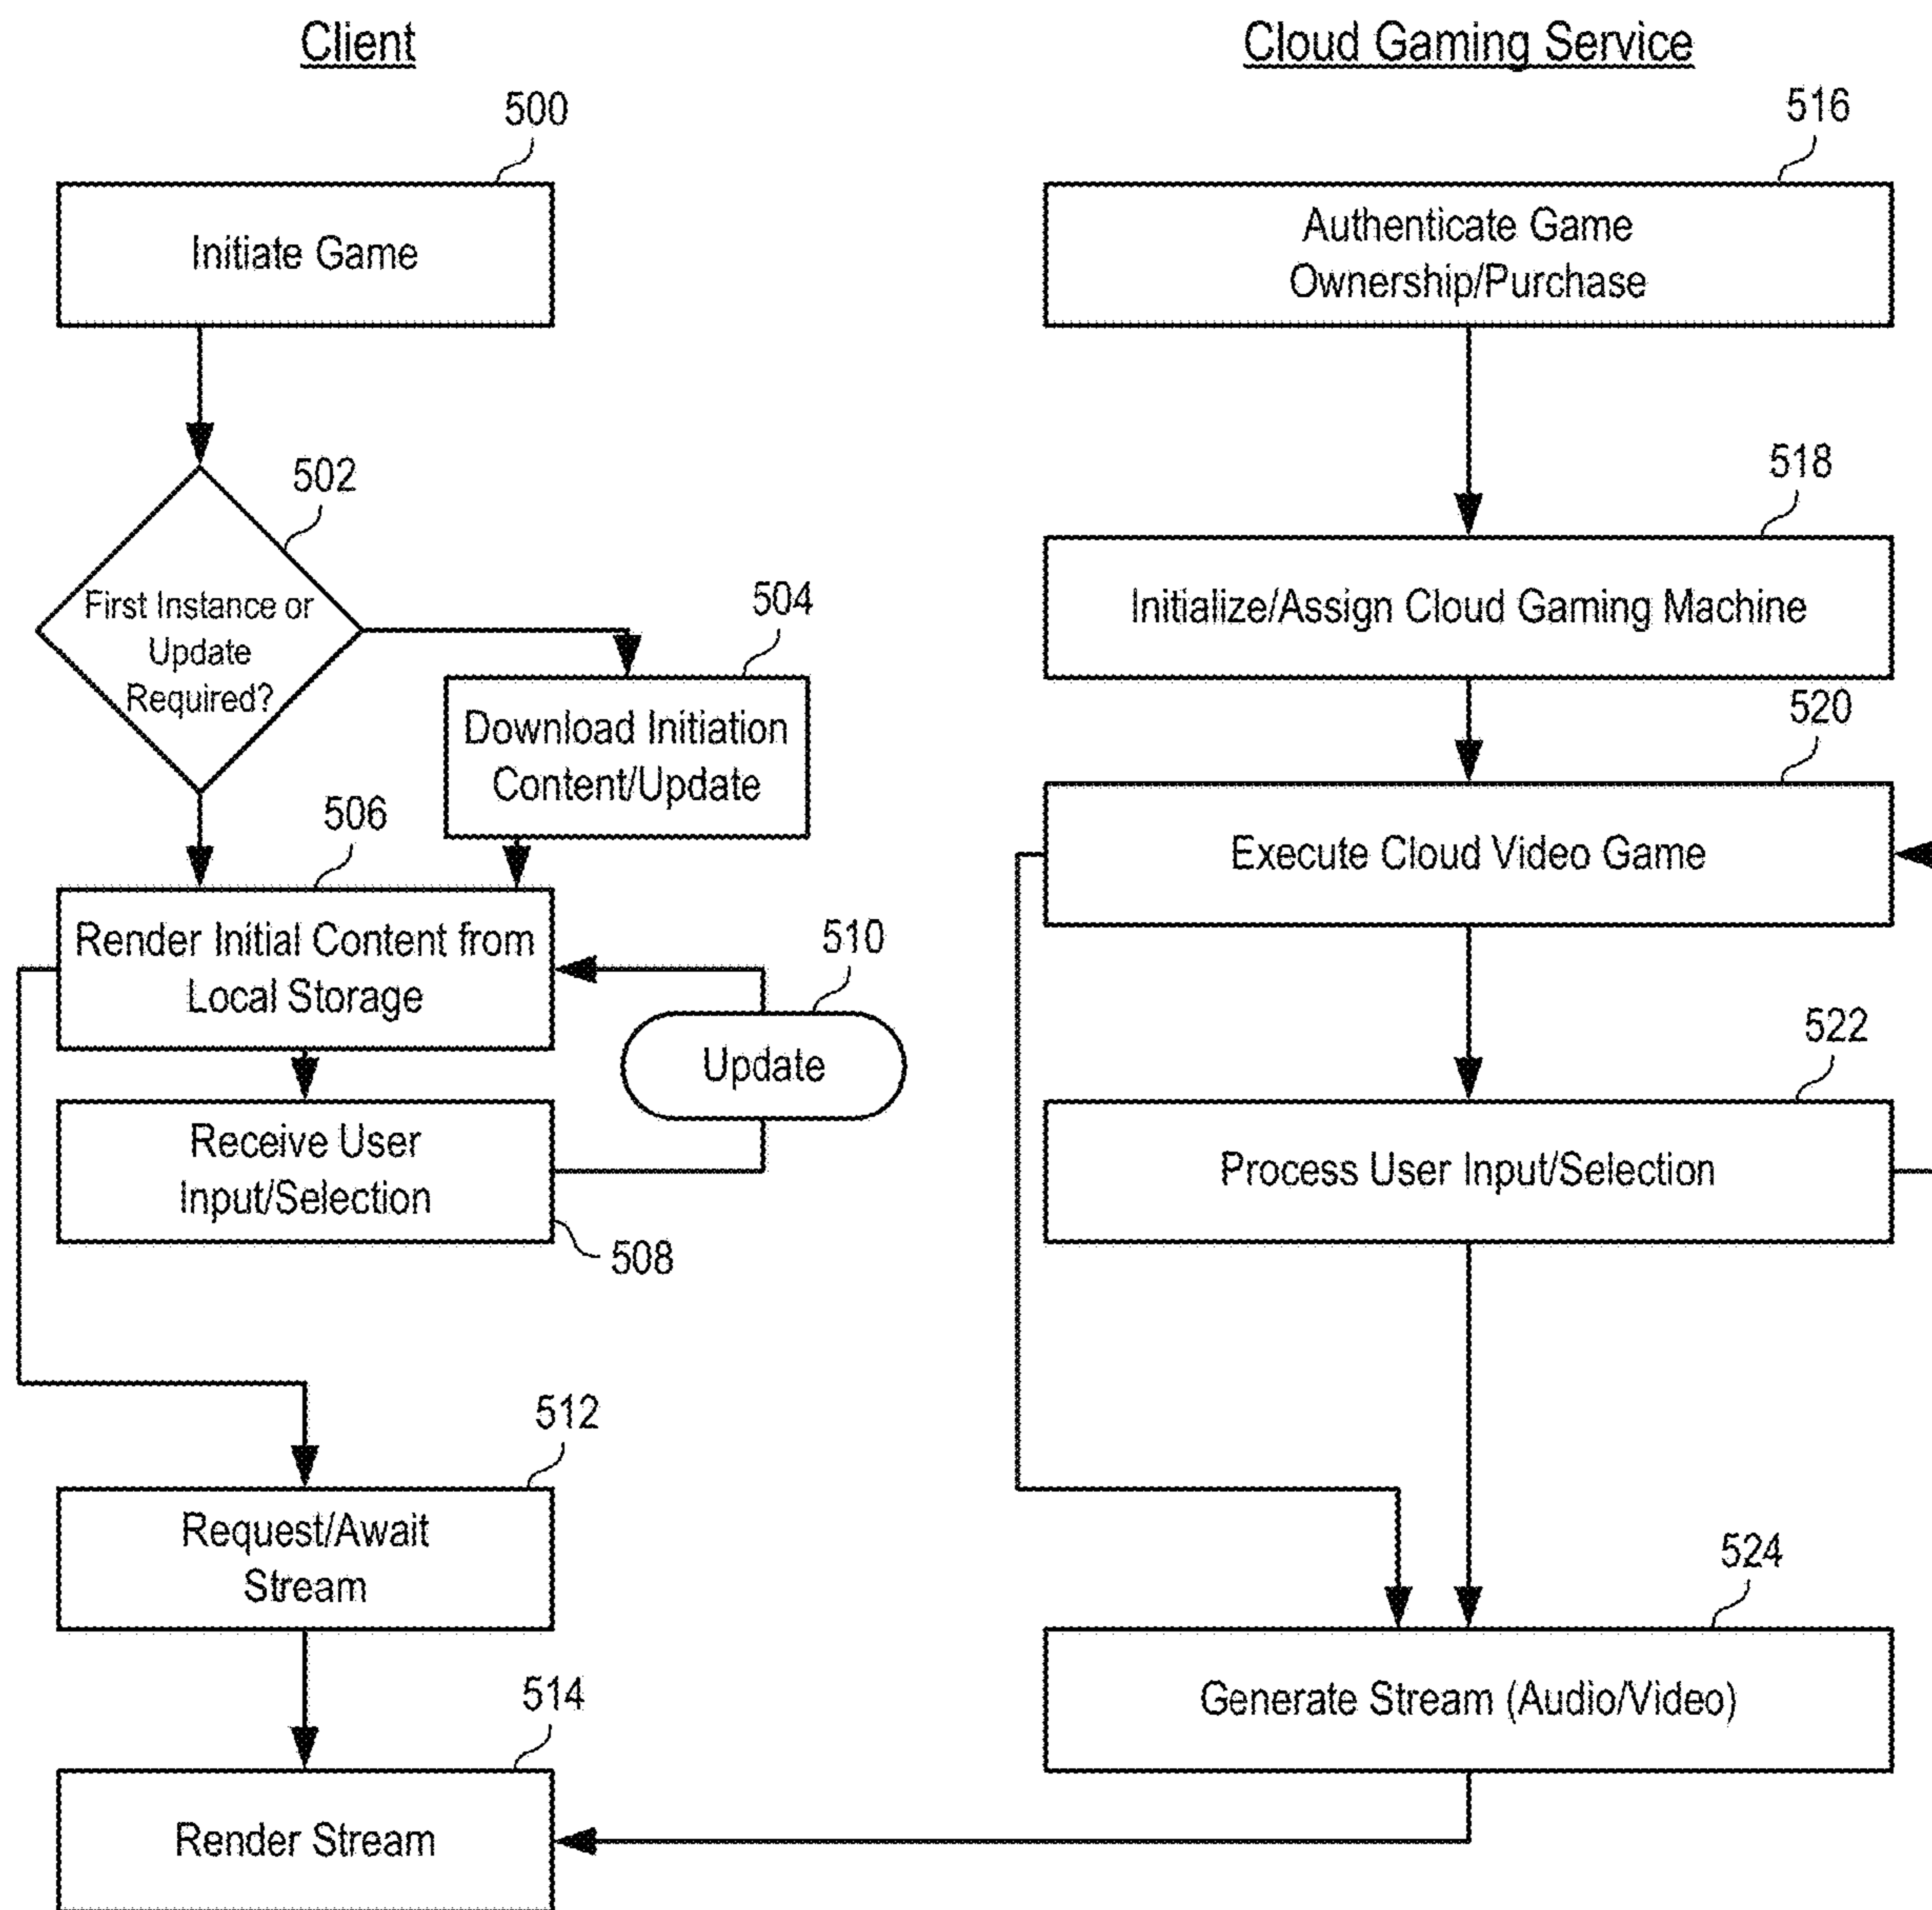 Client
500
Initiate Game
502
First Instance or
Update
Required?
504
Download Initiation
Content/Update
506
Render Initial Content from
Local Storage
510
Update
Receive User
Input/Selection
508
512
Request/Await
Stream
514
Render Stream
Cloud Gaming Service
516
Authenticate Game
Ownership/Purchase
518
Initialize/Assign Cloud Gaming Machine
520
Execute Cloud Video Game
522
Process User Input/Selection
524
Generate Stream (Audio/Video)